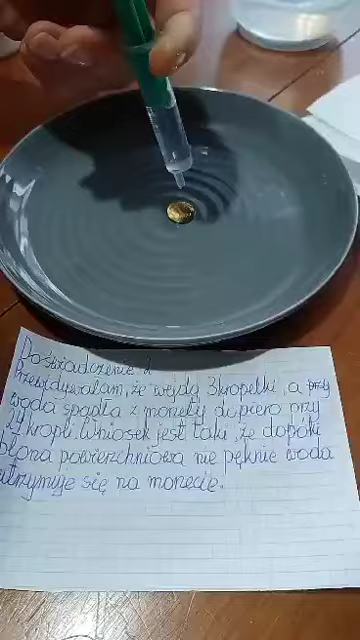 Doświadczenie 2
Przewidywałam, że wejdą 3 kropelki, a przy
woda spadła z monety dopiero przy
24 kropli. Wniosek jest taki, że dopóki
błona powierzchniowa nie pęknie woda
utrzymuje się na monecie.